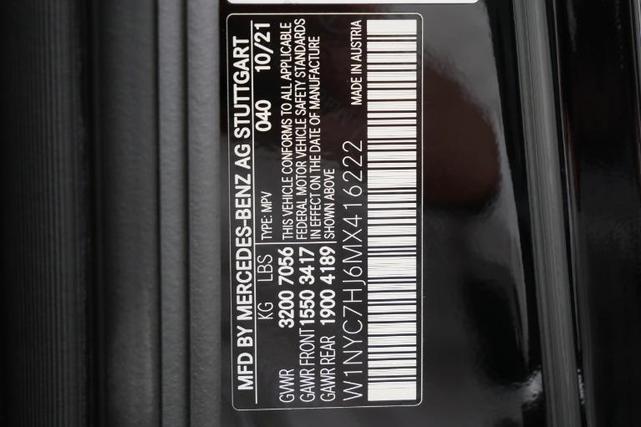 MFD BY MERCEDES-BENZ AG STUTTGART
KG LBS TYPE: MPV 040 10/21
GVWR 3200 7056
GAWR FRONT 1550 3417
GAWR REAR 1900 4189
THIS VEHICLE CONFORMS TO ALL APPLICABLE
FEDERAL MOTOR VEHICLE SAFETY STANDARDS
IN EFFECT ON THE DATE OF MANUFACTURE
SHOWN ABOVE
MADE IN AUSTRIA
W1NYC7HJ6MX416222